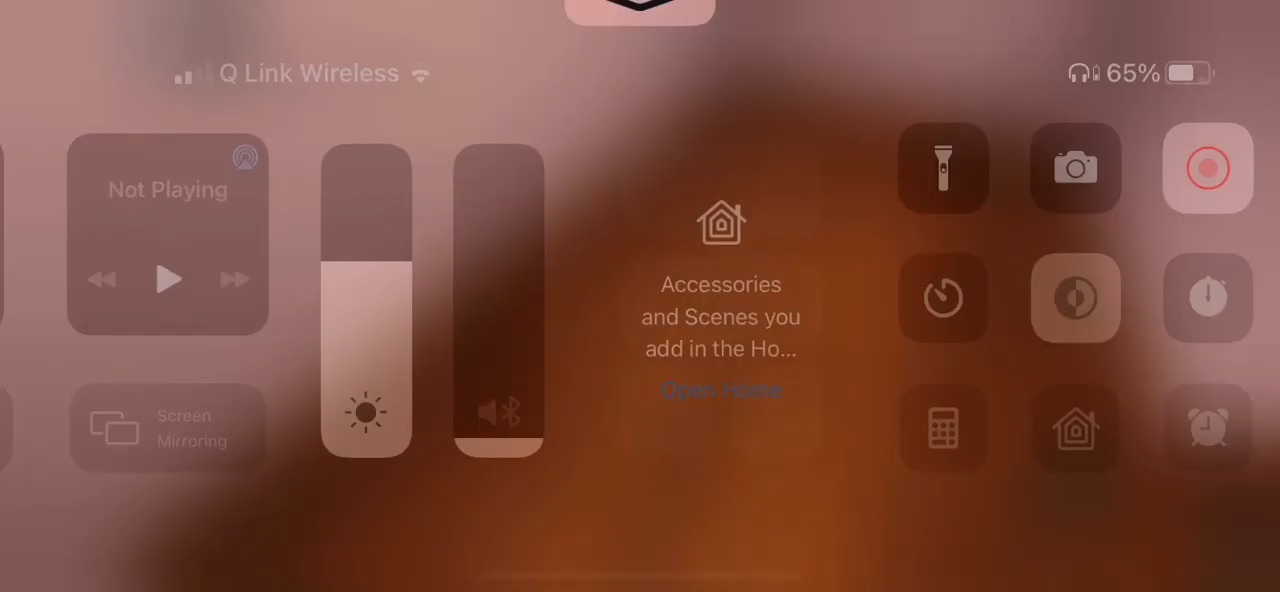 Q Link Wireless
65%
Not Playing
Screen
Mirroring
Accessories
and Scenes you
add in the Ho...
Open Home